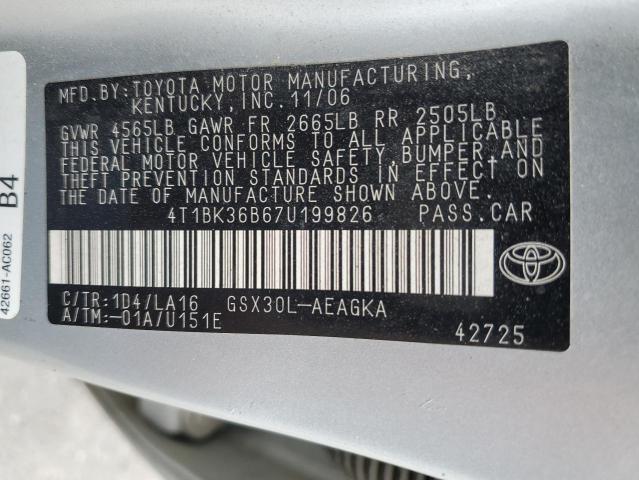 MFD.BY:TOYOTA MOTOR MANUFACTURING,
KENTUCKY,INC.11/06
GVWR 4565LB GAWR FR 2665LB RR 2505LB
THIS VEHICLE CONFORMS TO ALL APPLICABLE
FEDERAL MOTOR VEHICLE SAFETY,BUMPER,AND
THEFT PREVENTION STANDARDS IN EFFECT ON
THE DATE OF MANUFACTURE SHOWN ABOVE.
4T1BK36B67U199826 PASS.CAR
C/TR:1D4/LA16 GSX30L-AEAGKA
A/TM:-01A/U151E
42725
42661-AC062
B4